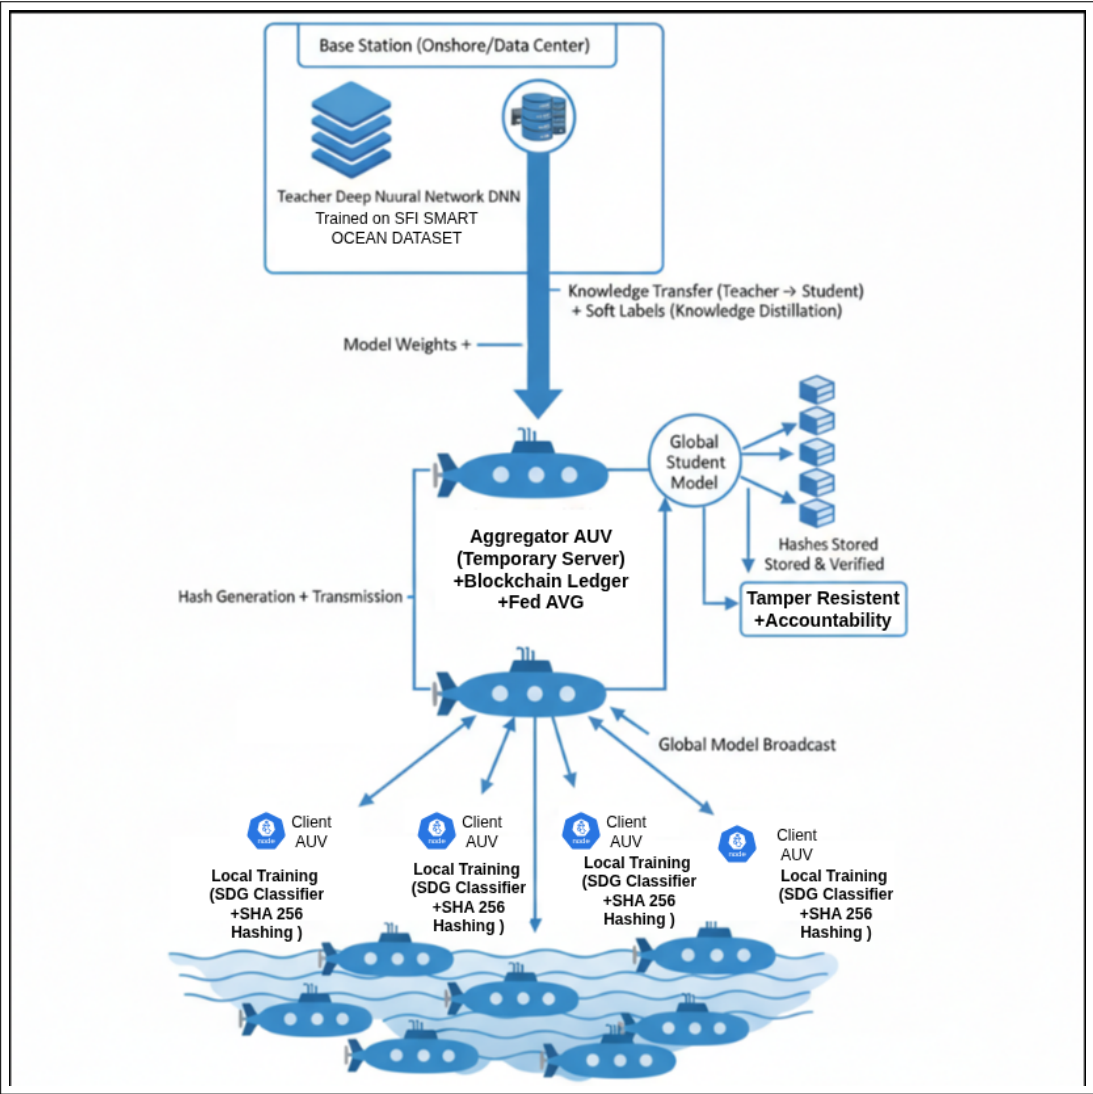 Base Station (Onshore/Data Center)
Teacher Deep Nuural Network DNN
Trained on SFI SMART
OCEAN DATASET
Knowledge Transfer (Teacher → Student)
+ Soft Labels (Knowledge Distillation)
Model Weights +
Global
Student
Model
Hashes Stored
Stored & Verified
Aggregator AUV
(Temporary Server)
+Blockchain Ledger
+Fed AVG
Hash Generation + Transmission
Tamper Resistent
+Accountability
Global Model Broadcast
node
Client
AUV
Local Training
(SDG Classifier
+SHA 256
Hashing )
node
Client
AUV
Local Training
(SDG Classifier
+SHA 256
Hashing )
node
Client
AUV
Local Training
(SDG Classifier
+SHA 256
Hashing )
node
Client
AUV
Local Training
(SDG Classifier
+SHA 256
Hashing )